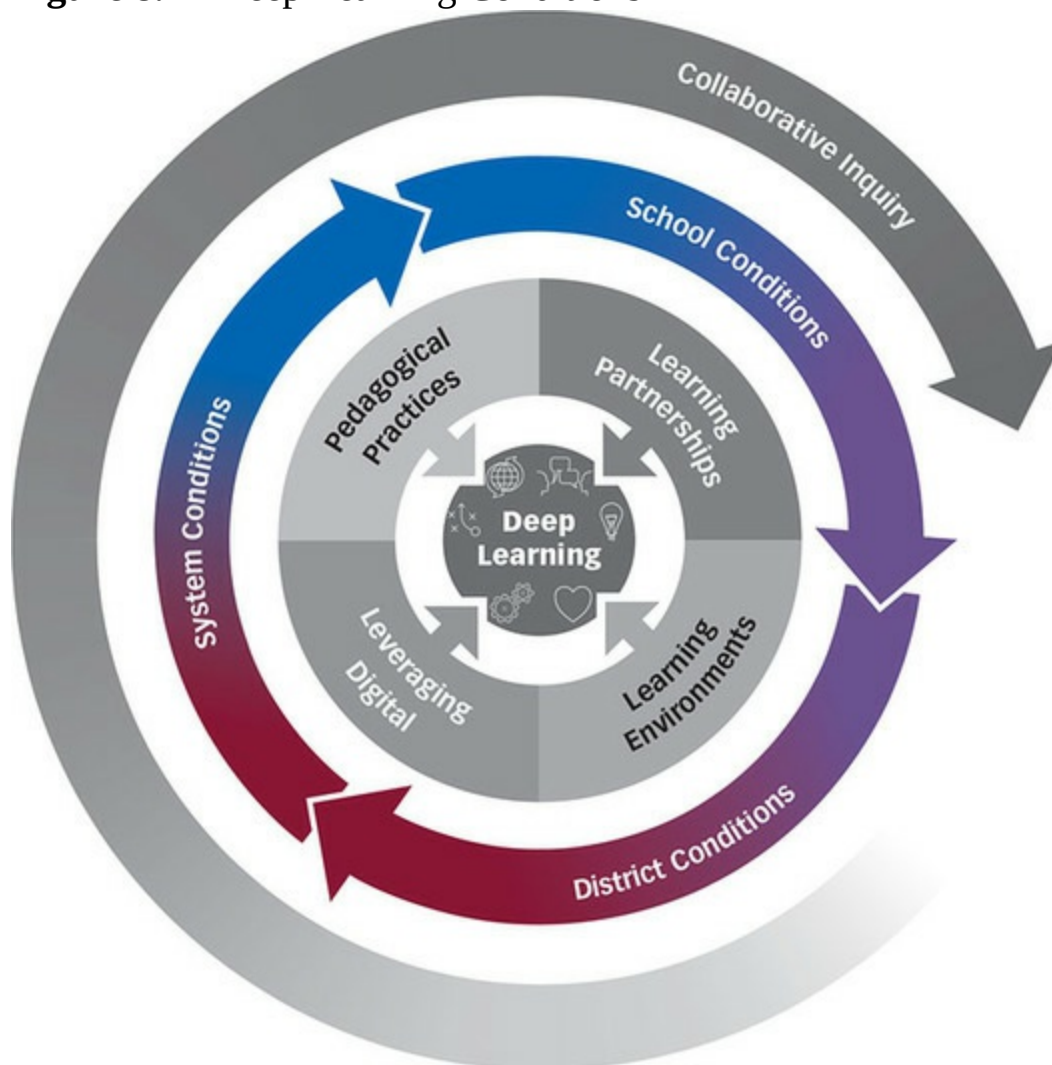 Collaborative Inquiry
School Conditions
System Conditions
District Conditions
Pedagogical
Practices
Learning
Partnerships
Deep
Learning
Leveraging
Digital
Learning
Environments